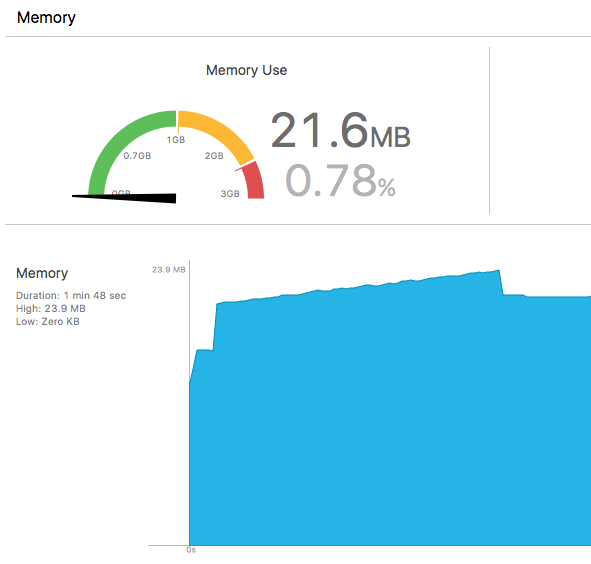 Memory
Memory Use
21.6MB
0.78%
1GB
0.7GB
2GB
0GB
3GB
Memory
Duration: 1 min 48 sec
High: 23.9 MB
Low: Zero KB
23.9 MB
0s